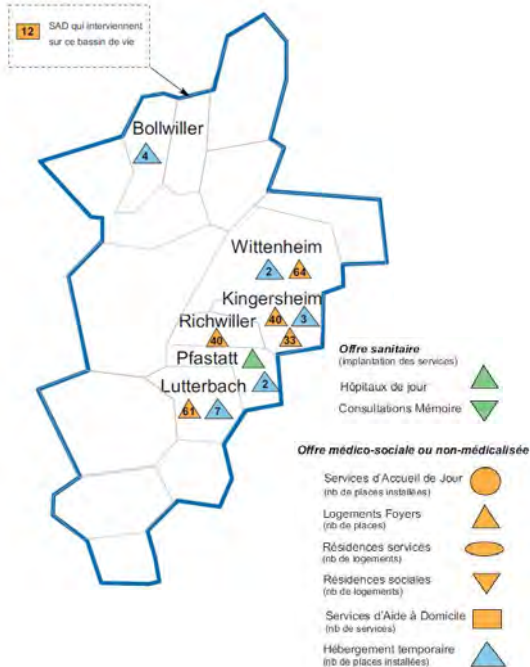 12 SAD qui interviennent
sur ce bassin de vie
Bollwiller
4
Wittenheim
2 64
Kingersheim
40 3
33
Richwiller
40
Pfastatt
2
Lutterbach
61 7
Offre sanitaire
(implantation des services)
Hôpitaux de jour
Consultations Mémoire
Offre médico-sociale ou non-médicalisée
Services d'Accueil de Jour
(nb de places installées)
Logements Foyers
(nb de places)
Résidences services
(nb de logements)
Résidences sociales
(nb de logements)
Services d'Aide à Domicile
(nb de services)
Hébergement temporaire
(nb de places installées)